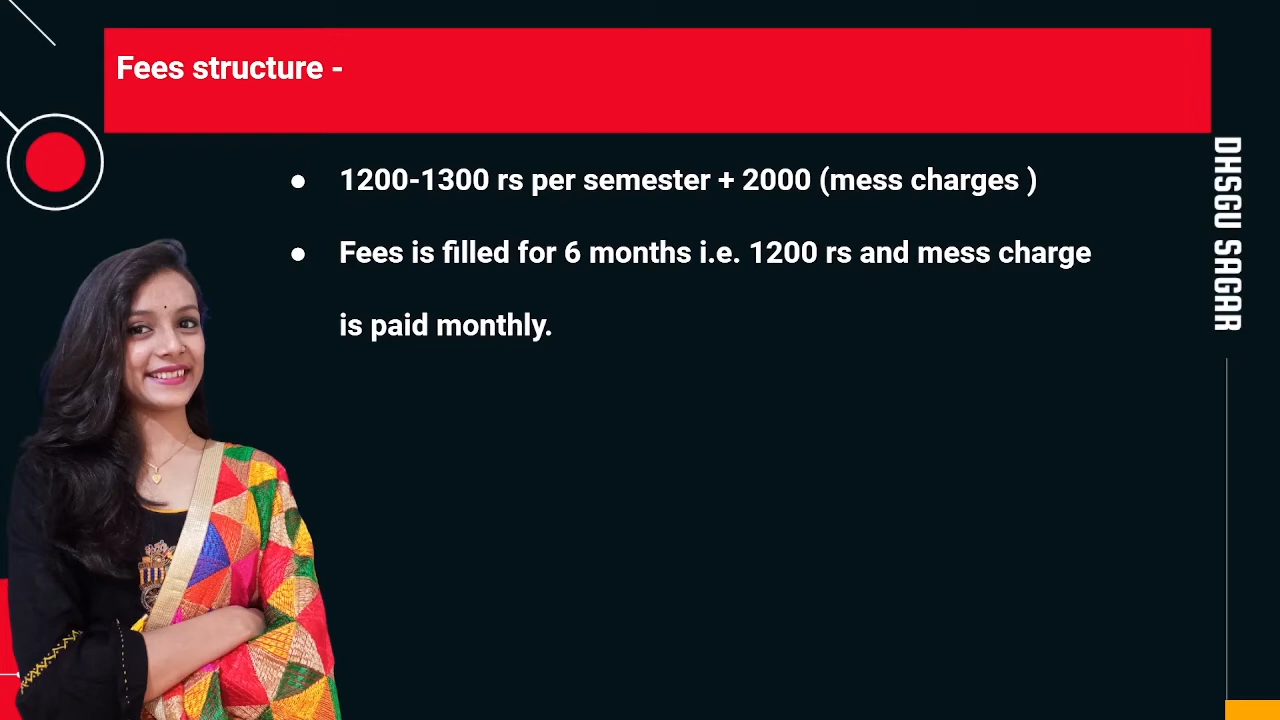 Fees structure -
● 1200-1300 rs per semester + 2000 (mess charges )
● Fees is filled for 6 months i.e. 1200 rs and mess charge
is paid monthly.
DHSGU SAGAR